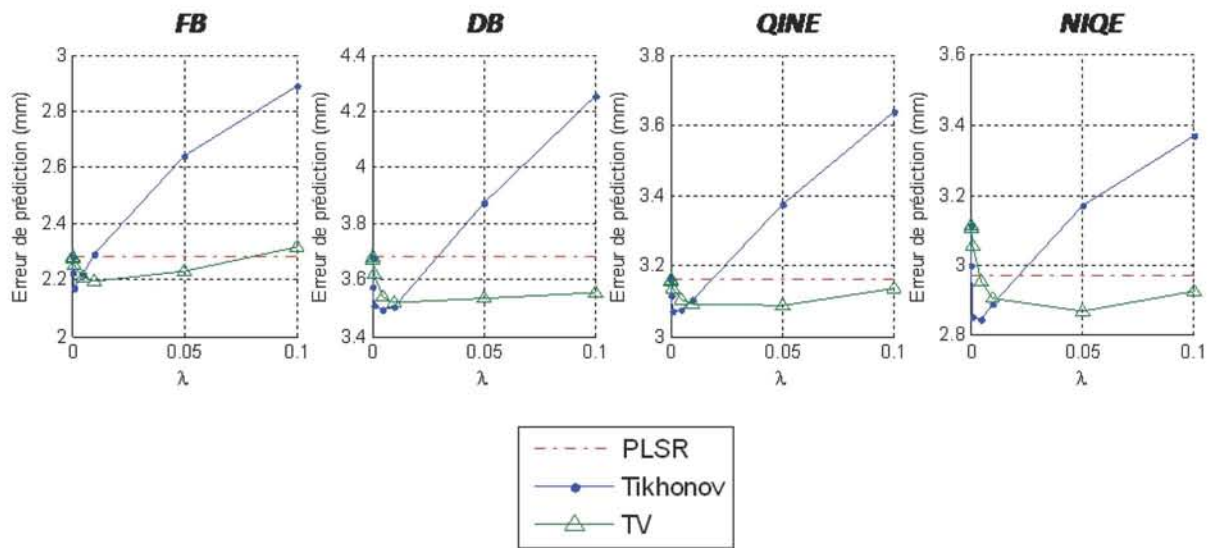 FB
DB
QINE
NIQE
Erreur de prédiction (mm)
3
2.8
2.6
2.4
2.2
2
0
0.05
0.1
λ
Erreur de prédiction (mm)
4.4
4.2
4
3.8
3.6
3.4
0
0.05
0.1
λ
Erreur de prédiction (mm)
3.8
3.6
3.4
3.2
3
0
0.05
0.1
λ
Erreur de prédiction (mm)
3.6
3.4
3.2
3
2.8
0
0.05
0.1
λ
PLSR
Tikhonov
TV